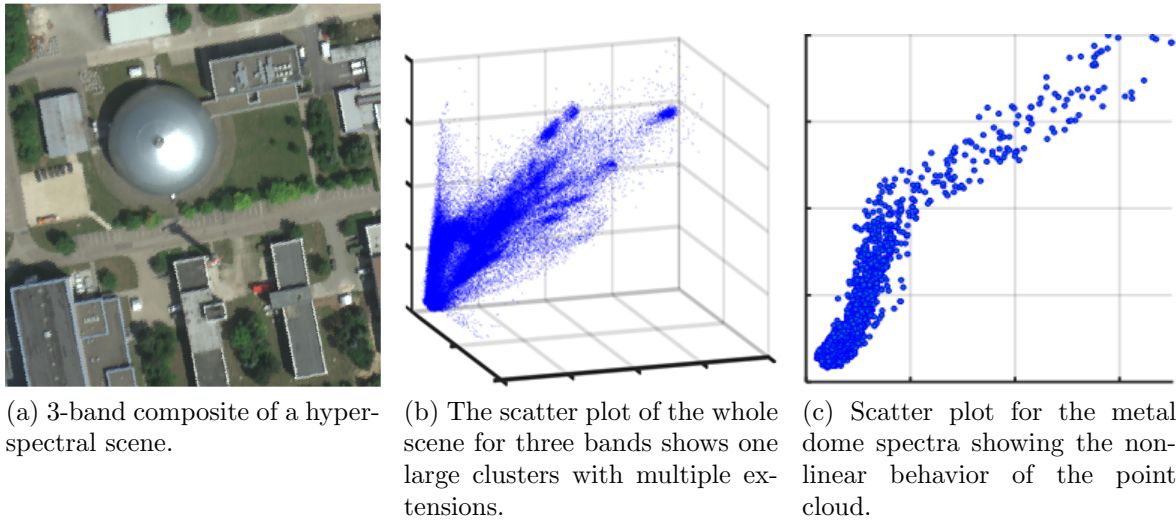 (a) 3-band composite of a hyper-
spectral scene.
(b) The scatter plot of the whole
scene for three bands shows one
large clusters with multiple ex-
tensions.
(c) Scatter plot for the metal
dome spectra showing the non-
linear behavior of the point
cloud.